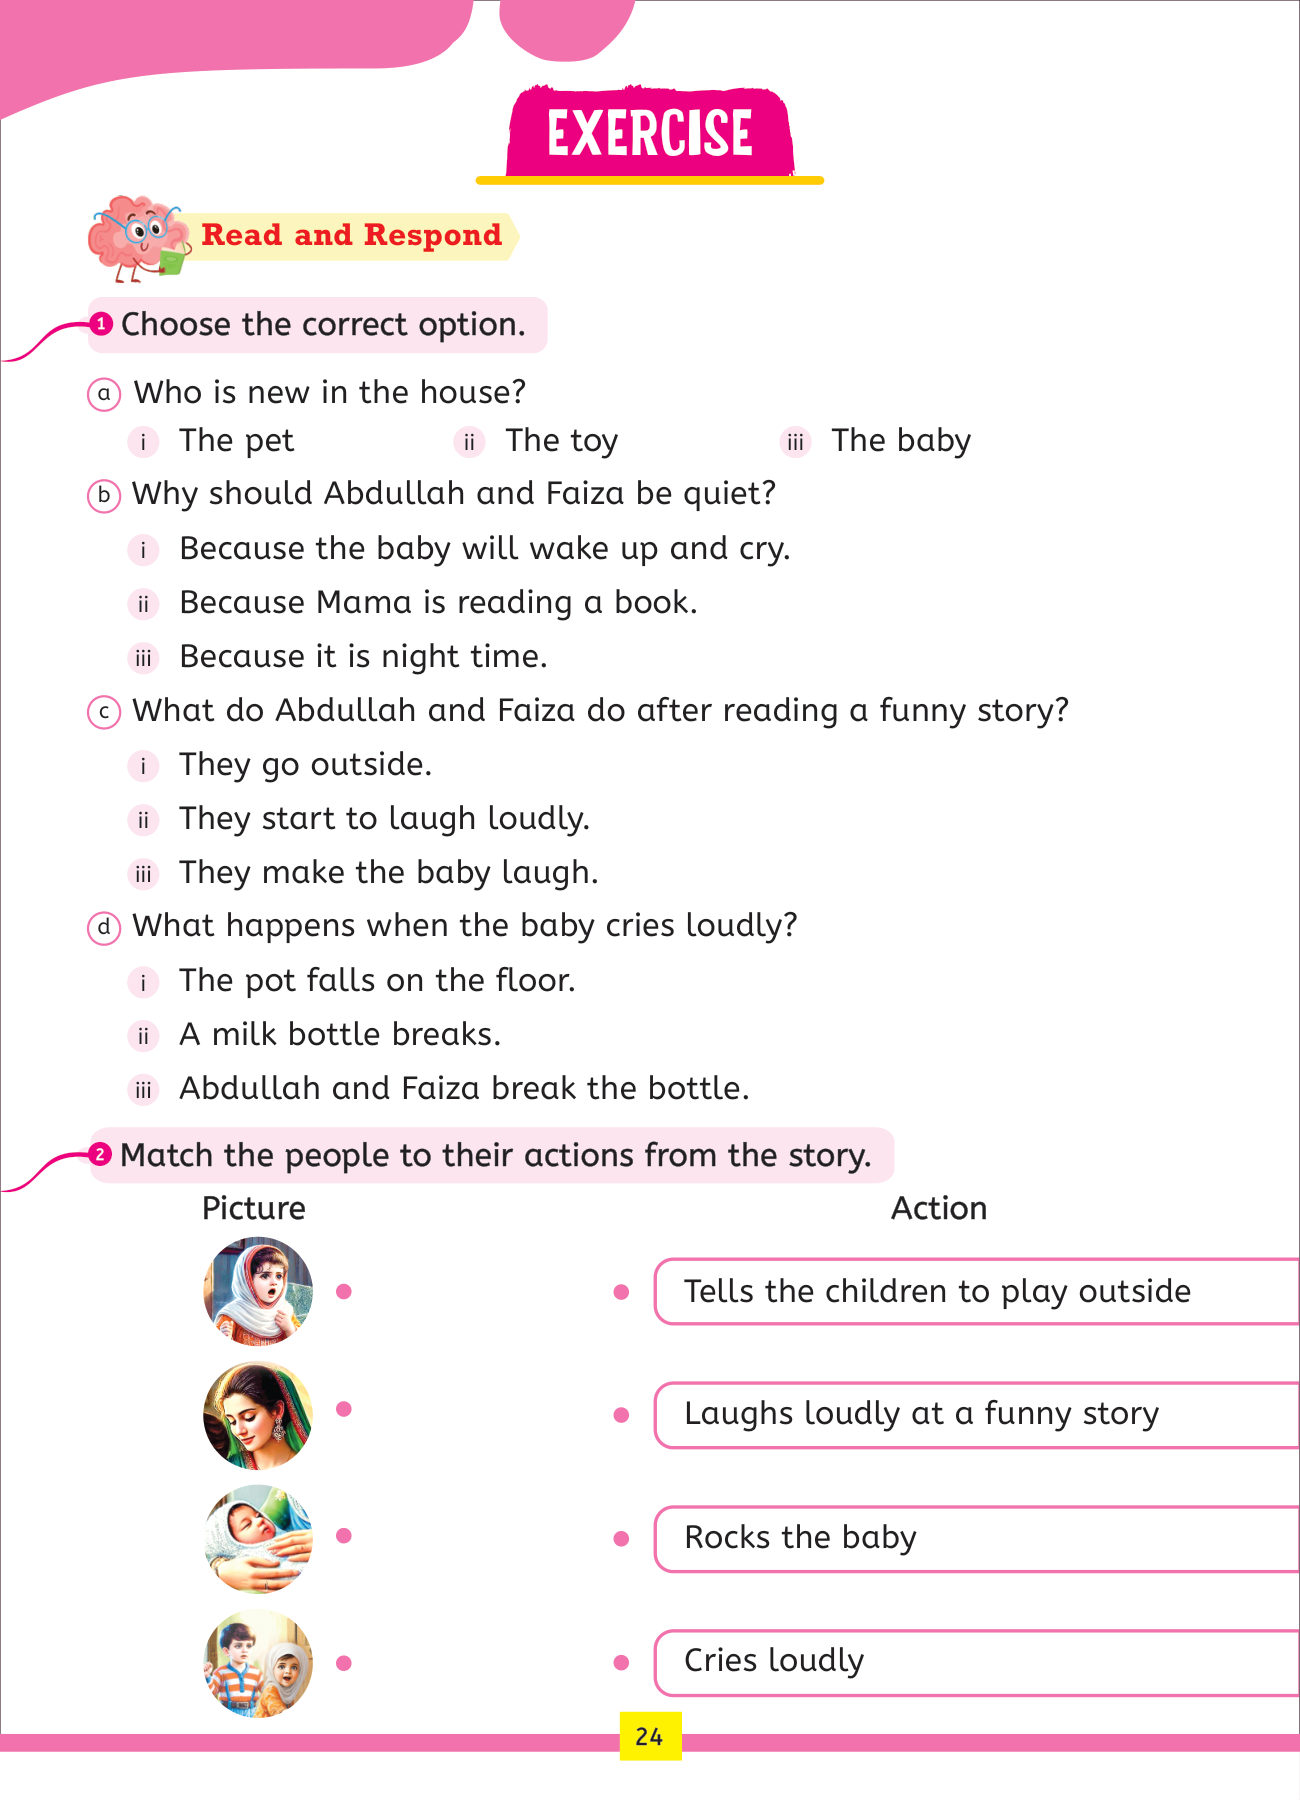 EXERCISE
Read and Respond
1 Choose the correct option.
a Who is new in the house?
i The pet ii The toy iii The baby
b Why should Abdullah and Faiza be quiet?
i Because the baby will wake up and cry.
ii Because Mama is reading a book.
iii Because it is night time.
c What do Abdullah and Faiza do after reading a funny story?
i They go outside.
ii They start to laugh loudly.
iii They make the baby laugh.
d What happens when the baby cries loudly?
i The pot falls on the floor.
ii A milk bottle breaks.
iii Abdullah and Faiza break the bottle.
2 Match the people to their actions from the story.
Picture Action
Tells the children to play outside
Laughs loudly at a funny story
Rocks the baby
Cries loudly
24